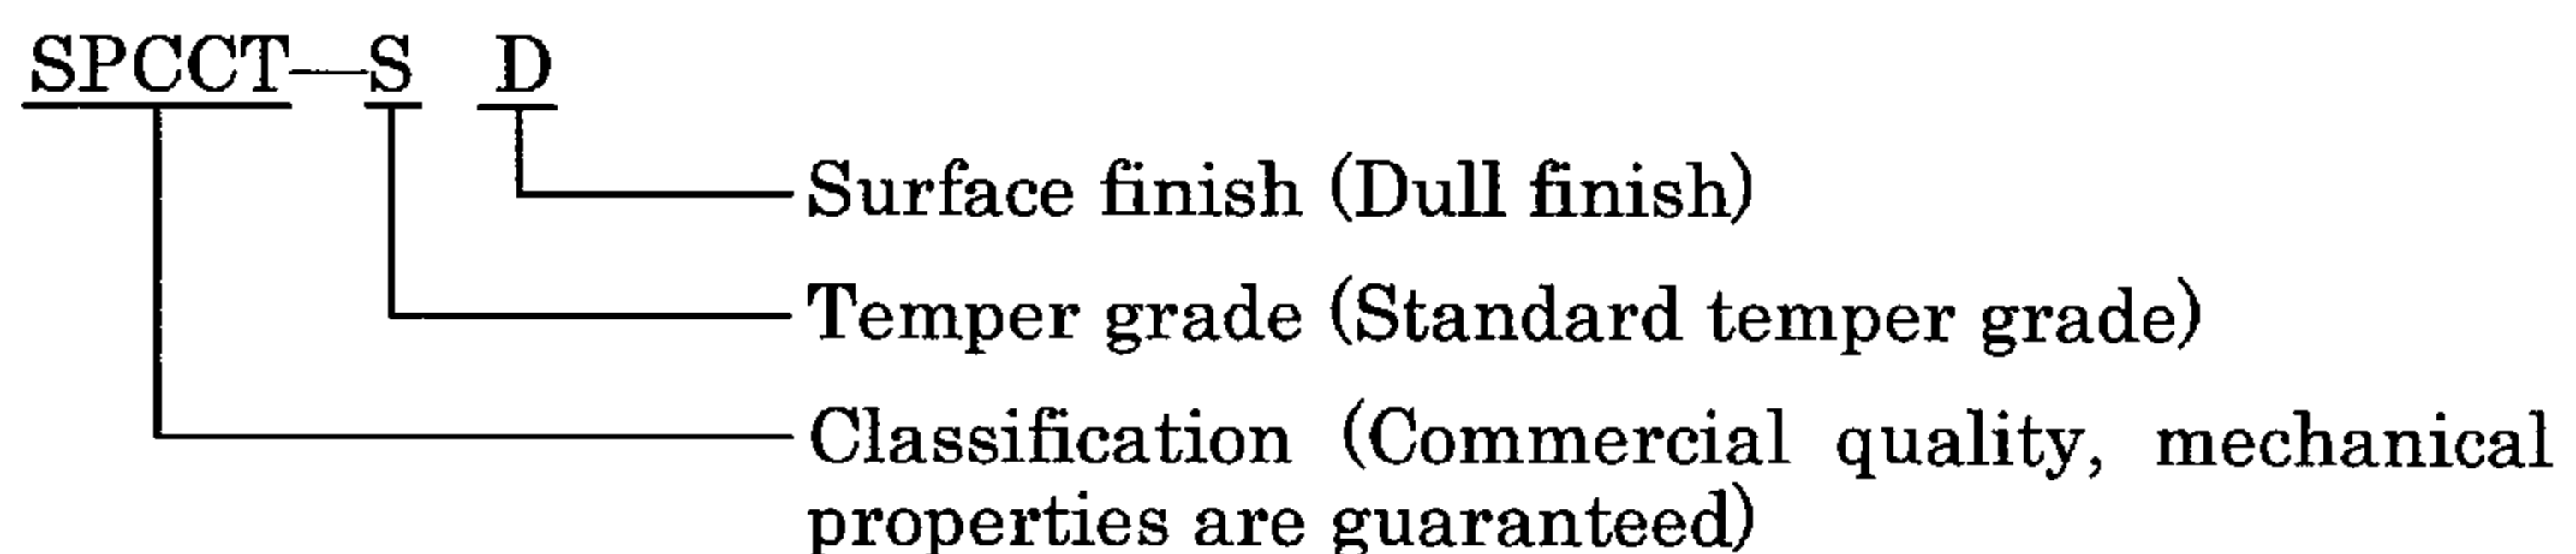 SPCCT—S D
Surface finish (Dull finish)
Temper grade (Standard temper grade)
Classification (Commercial quality, mechanical
properties are guaranteed)